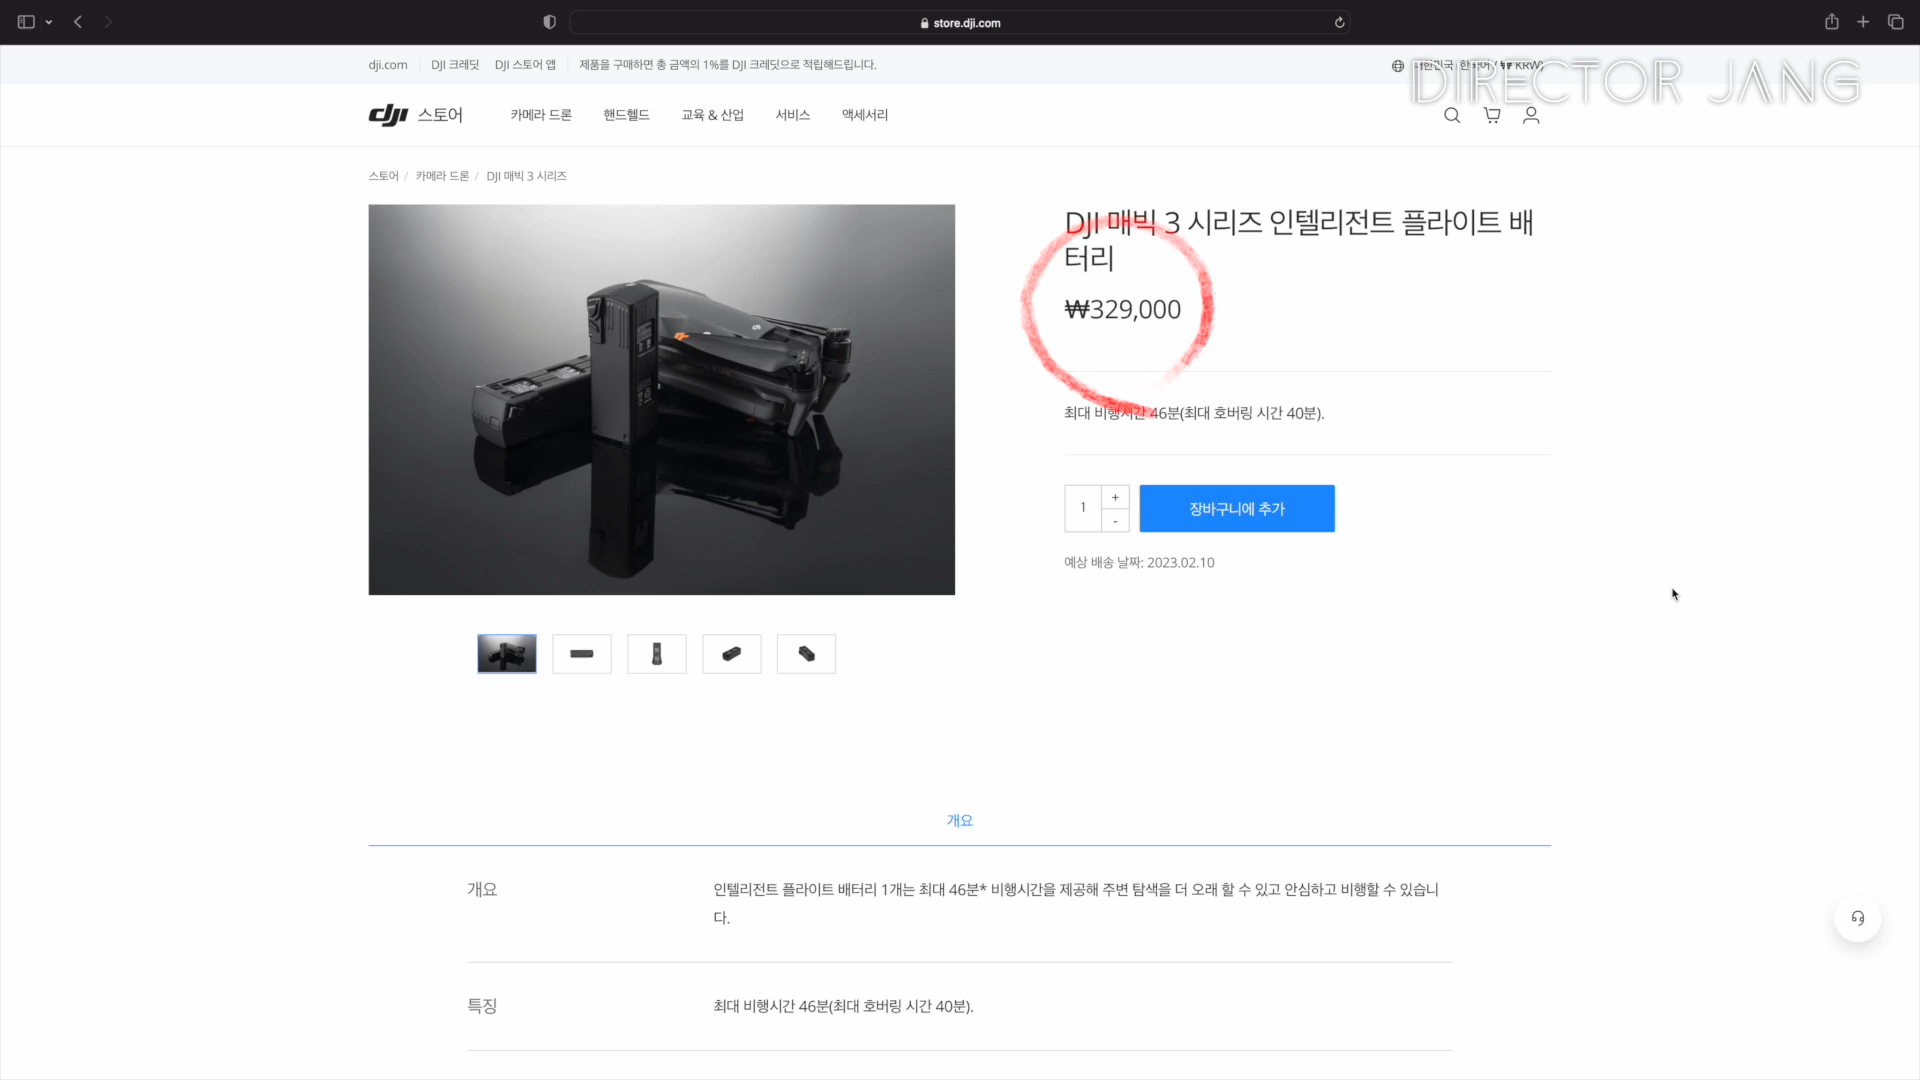 store.dji.com
dji.com DJI 크레딧 DJI 스토어 앱 제품을 구매하면 총 금액의 1%를 DJI 크레딧으로 적립해드립니다.
대한민국 (한국어 / ₩ KRW)
DIRECTOR JANG
dji 스토어 카메라 드론 핸드헬드 교육 & 산업 서비스 액세서리
스토어 / 카메라 드론 / DJI 매빅 3 시리즈
DJI 매빅 3 시리즈 인텔리전트 플라이트 배
터리
₩329,000
최대 비행시간 46분(최대 호버링 시간 40분).
1 + -
장바구니에 추가
예상 배송 날짜: 2023.02.10
개요
개요
인텔리전트 플라이트 배터리 1개는 최대 46분* 비행시간을 제공해 주변 탐색을 더 오래 할 수 있고 안심하고 비행할 수 있습니
다.
특징
최대 비행시간 46분(최대 호버링 시간 40분).